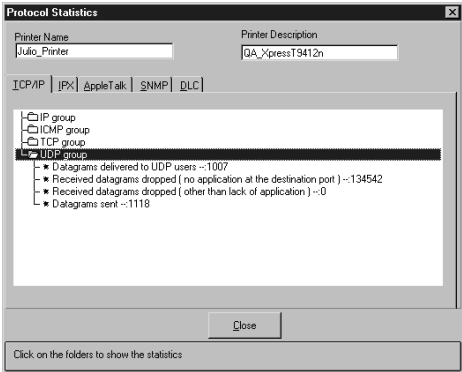 Protocol Statistics
Printer Name
Printer Description
Julio_Printer
QA_XpressT9412n
TCP/IP IPX AppleTalk SNMP DLC
IP group
ICMP group
TCP group
UDP group
Datagrams delivered to UDP users --:1007
Received datagrams dropped ( no application at the destination port ) --:134542
Received datagrams dropped ( other than lack of application ) --:0
Datagrams sent --:1118
Close
Click on the folders to show the statistics